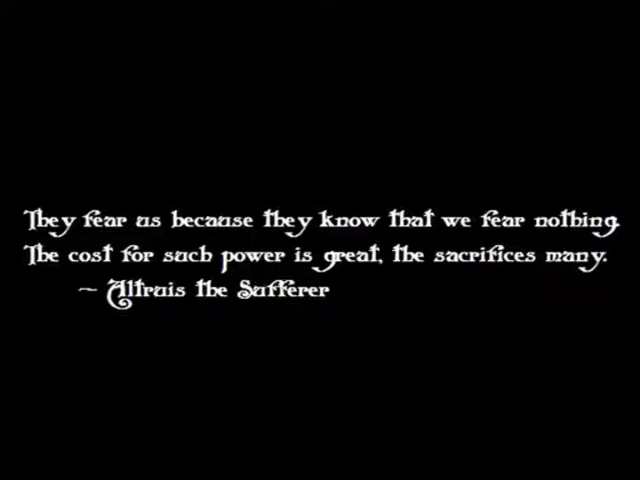 They fear us because they know that we fear nothing.
The cost for such power is great, the sacrifices many.
~ Altruis the Sufferer